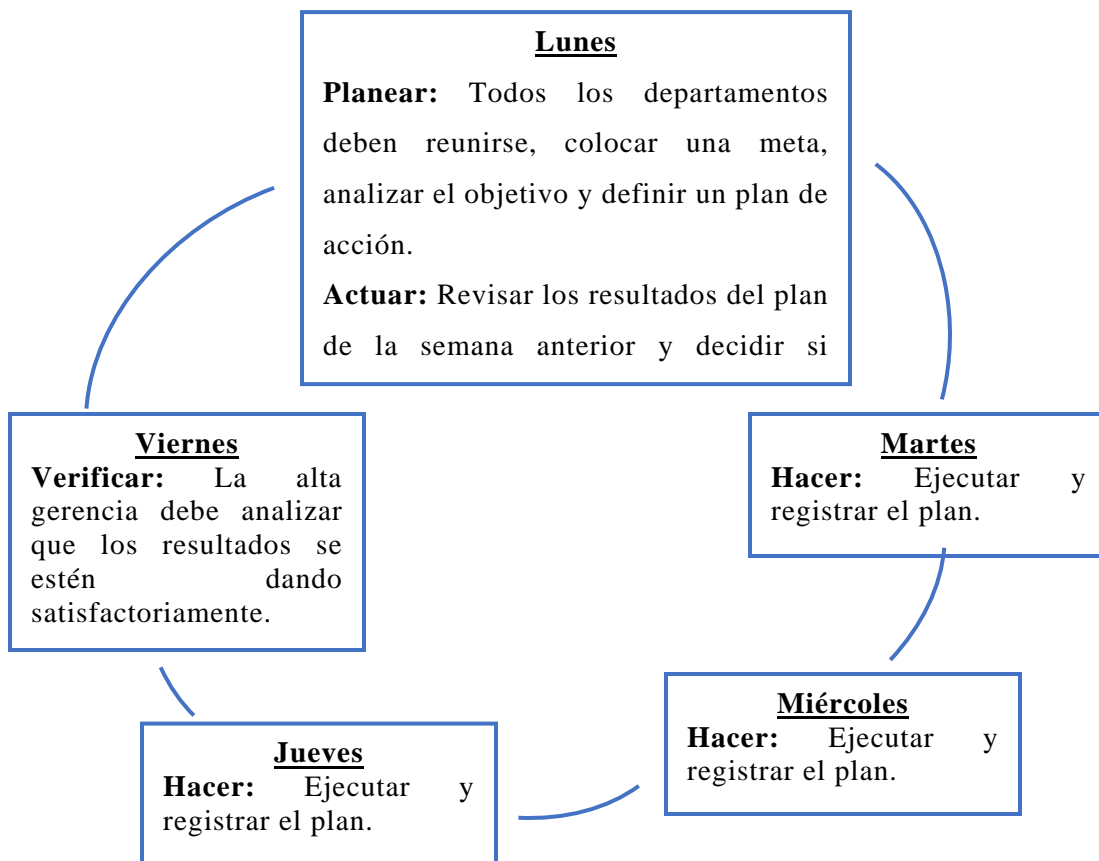 Lunes
Planear: Todos los departamentos
deben reunirse, colocar una meta,
analizar el objetivo y definir un plan de
acción.
Actuar: Revisar los resultados del plan
de la semana anterior y decidir si
Martes
Hacer: Ejecutar y
registrar el plan.
Miércoles
Hacer: Ejecutar y
registrar el plan.
Jueves
Hacer: Ejecutar y
registrar el plan.
Viernes
Verificar: La alta
gerencia debe analizar
que los resultados se
estén dando
satisfactoriamente.